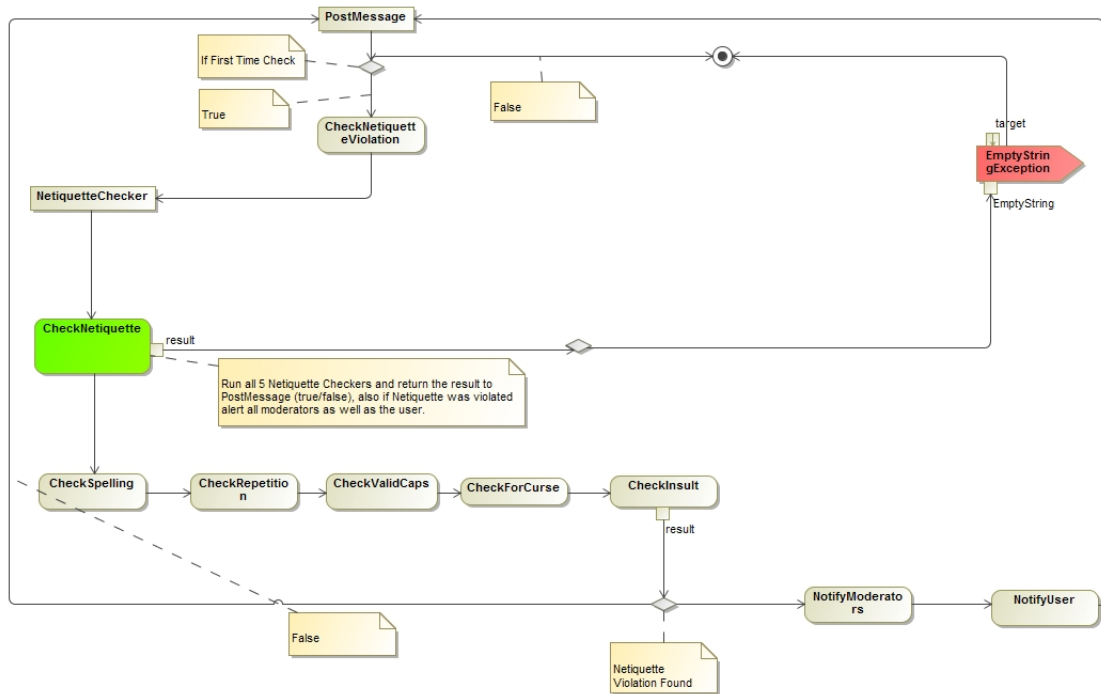 PostMessage
If First Time Check
True
False
CheckNetiquett
eViolation
target
EmptyStrin
gException
EmptyString
NetiquetteChecker
CheckNetiquette
result
Run all 5 Netiquette Checkers and return the result to
PostMessage (true/false), also if Netiquette was violated
alert all moderators as well as the user.
CheckSpelling
CheckRepetitio
n
CheckValidCaps
CheckForCurse
CheckInsult
result
NotifyModerato
rs
NotifyUser
False
Netiquette
Violation Found